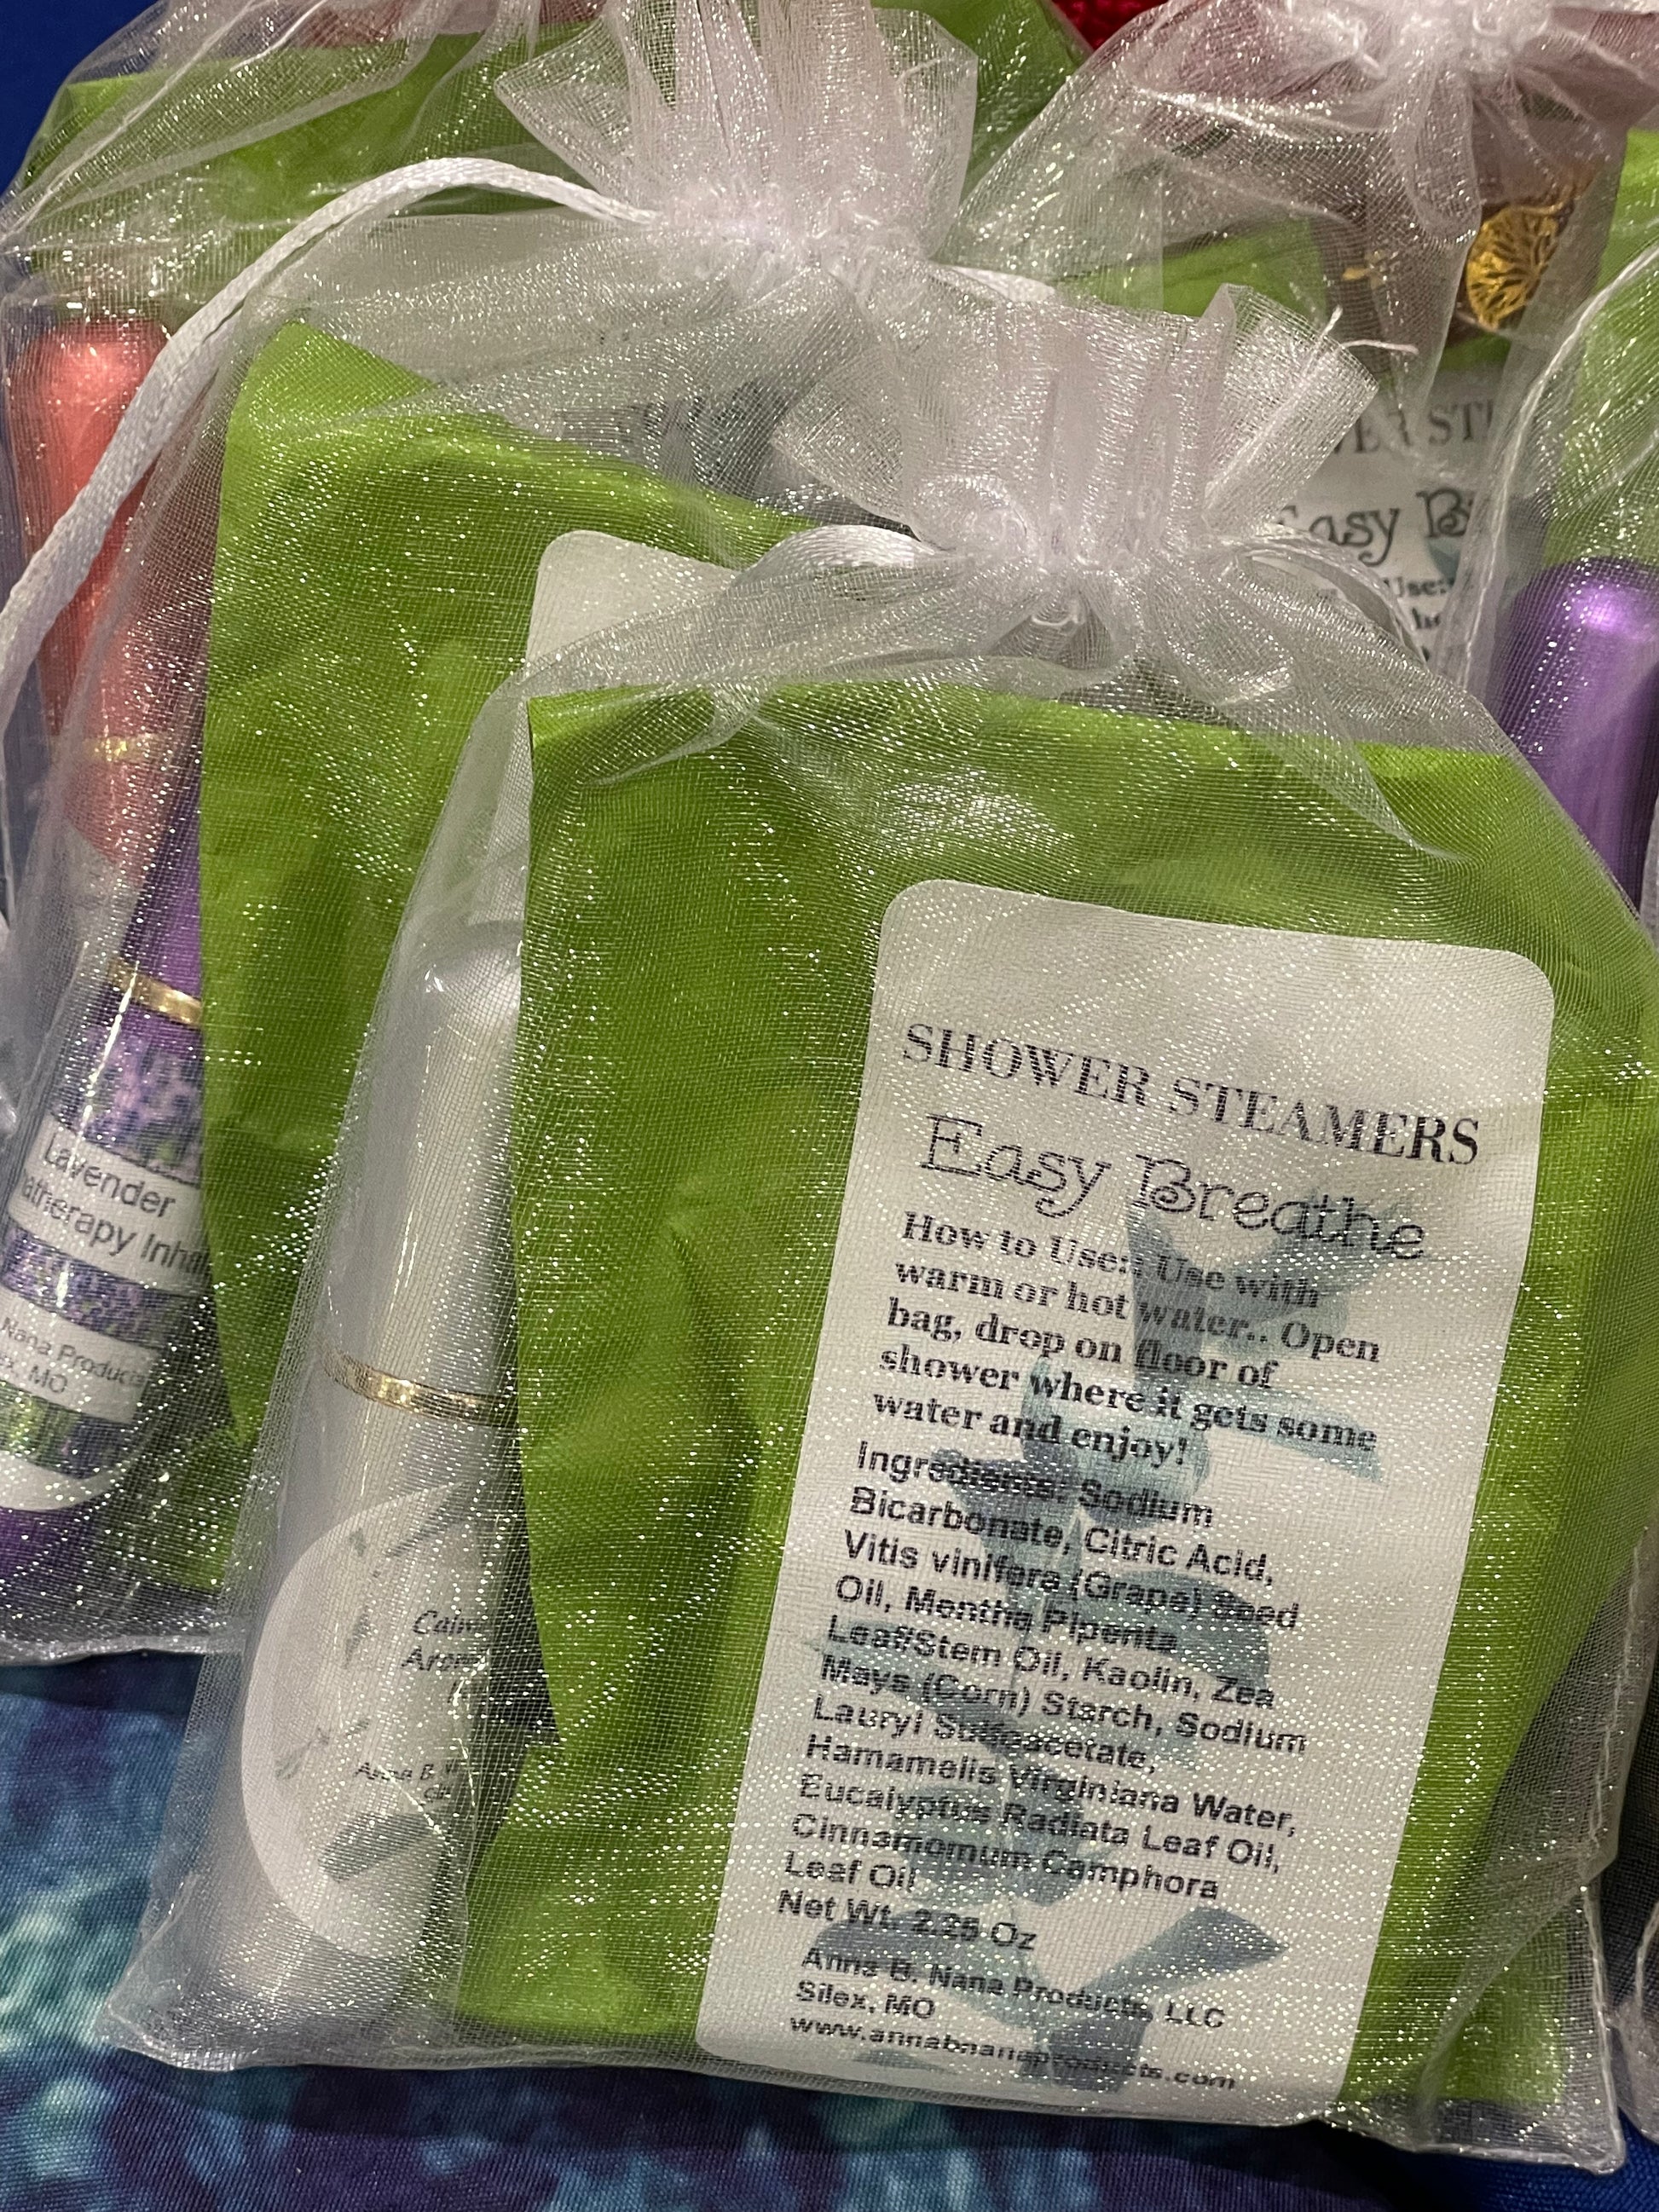 SHOWER STEAMERS
Easy Breathe
How to Use:: Use with
warm or hot water.. Open
bag, drop on floor of
shower where it gets some
water and enjoy!
Ingredients: Sodium
Bicarbonate, Citric Acid,
Vitis vinifera (Grape) Seed
Oil, Mentha Piperita
Leaf/Stem Oil, Kaolin, Zea
Mays (Corn) Starch, Sodium
Lauryl Sulfoacetate,
Hamamelis Virginiana Water,
Eucalyptus Radiata Leaf Oil,
Cinnamomum Camphora
Leaf Oil
Net Wt. 2.25 Oz
Anna B. Nana Products, LLC
Silex, MO
www.annabnanaproducts.com
Lavender
Nana Products
MO
Anna B.
Easy
Use: